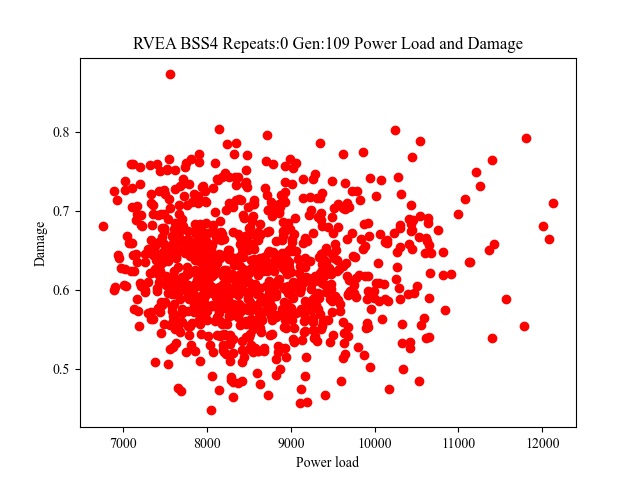 RVEA BSS4 Repeats:0 Gen:109 Power Load and Damage
0.8
0.7
0.6
0.5
Damage
7000 8000 9000 10000 11000 12000
Power load